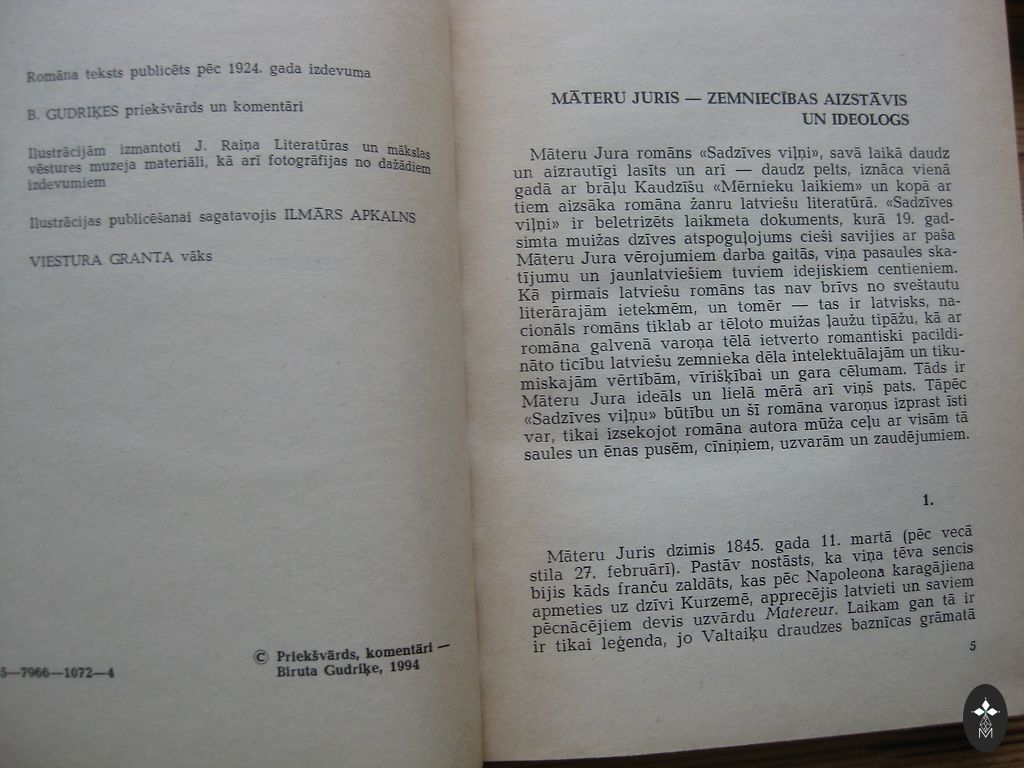 Romāna teksts publicēts pēc 1924. gada izdevuma
B. GUDRIĶES priekšvārds un komentāri
Ilustrācijām izmantoti J. Raiņa Literatūras un mākslas
vēstures muzeja materiāli, kā arī fotogrāfijas no dažādiem
izdevumiem
Ilustrācijas publicēšanai sagatavojis ILMĀRS APKALNS
VIESTURA GRANTA vāks
5—7966—1072—4
© Priekšvārds, komentāri —
Biruta Gudriķe, 1994
MĀTERU JURIS — ZEMNIECĪBAS AIZSTĀVIS
UN IDEOLOGS
Māteru Jura romāns «Sadzīves viļņi», savā laikā daudz
un aizrautīgi lasīts un arī — daudz pelts, iznāca vienā
gadā ar brāļu Kaudzīšu «Mērnieku laikiem» un kopā ar
tiem aizsāka romāna žanru latviešu literatūrā. «Sadzīves
viļņi» ir beletrizēts laikmeta dokuments, kurā 19. gad-
simta muižas dzīves atspoguļojums cieši savijies ar paša
Māteru Jura vērojumiem darba gaitās, viņa pasaules ska-
tījumu un jaunlatviešiem tuviem idejiskiem centieniem.
Kā pirmais latviešu romāns tas nav brīvs no sveštautu
literārajām ietekmēm, un tomēr — tas ir latvisks, na-
cionāls romāns tiklab ar tēloto muižas ļaužu tipāžu, kā ar
romāna galvenā varoņa tēlā ietverto romantiski pacildi-
nāto ticību latviešu zemnieka dēla intelektuālajām un tiku-
miskajām vērtībām, vīrišķībai un gara cēlumam. Tāds ir
Māteru Jura ideāls un lielā mērā arī viņš pats. Tāpēc
«Sadzīves viļņu» būtību un šī romāna varoņus izprast īsti
var, tikai izsekojot romāna autora mūža ceļu ar visām tā
saules un ēnas pusēm, cīniņiem, uzvarām un zaudējumiem.
1.
Māteru Juris dzimis 1845. gada 11. martā (pēc vecā
stila 27. februārī). Pastāv nostāsts, ka viņa tēva sencis
bijis kāds franču zaldāts, kas pēc Napoleona karagājiena
apmeties uz dzīvi Kurzemē, apprecējis latvieti un saviem
pēcnācējiem devis uzvārdu Matereur. Laikam gan tā ir
ir tikai leģenda, jo Valtaiķu draudzes baznīcas grāmatā
5
M